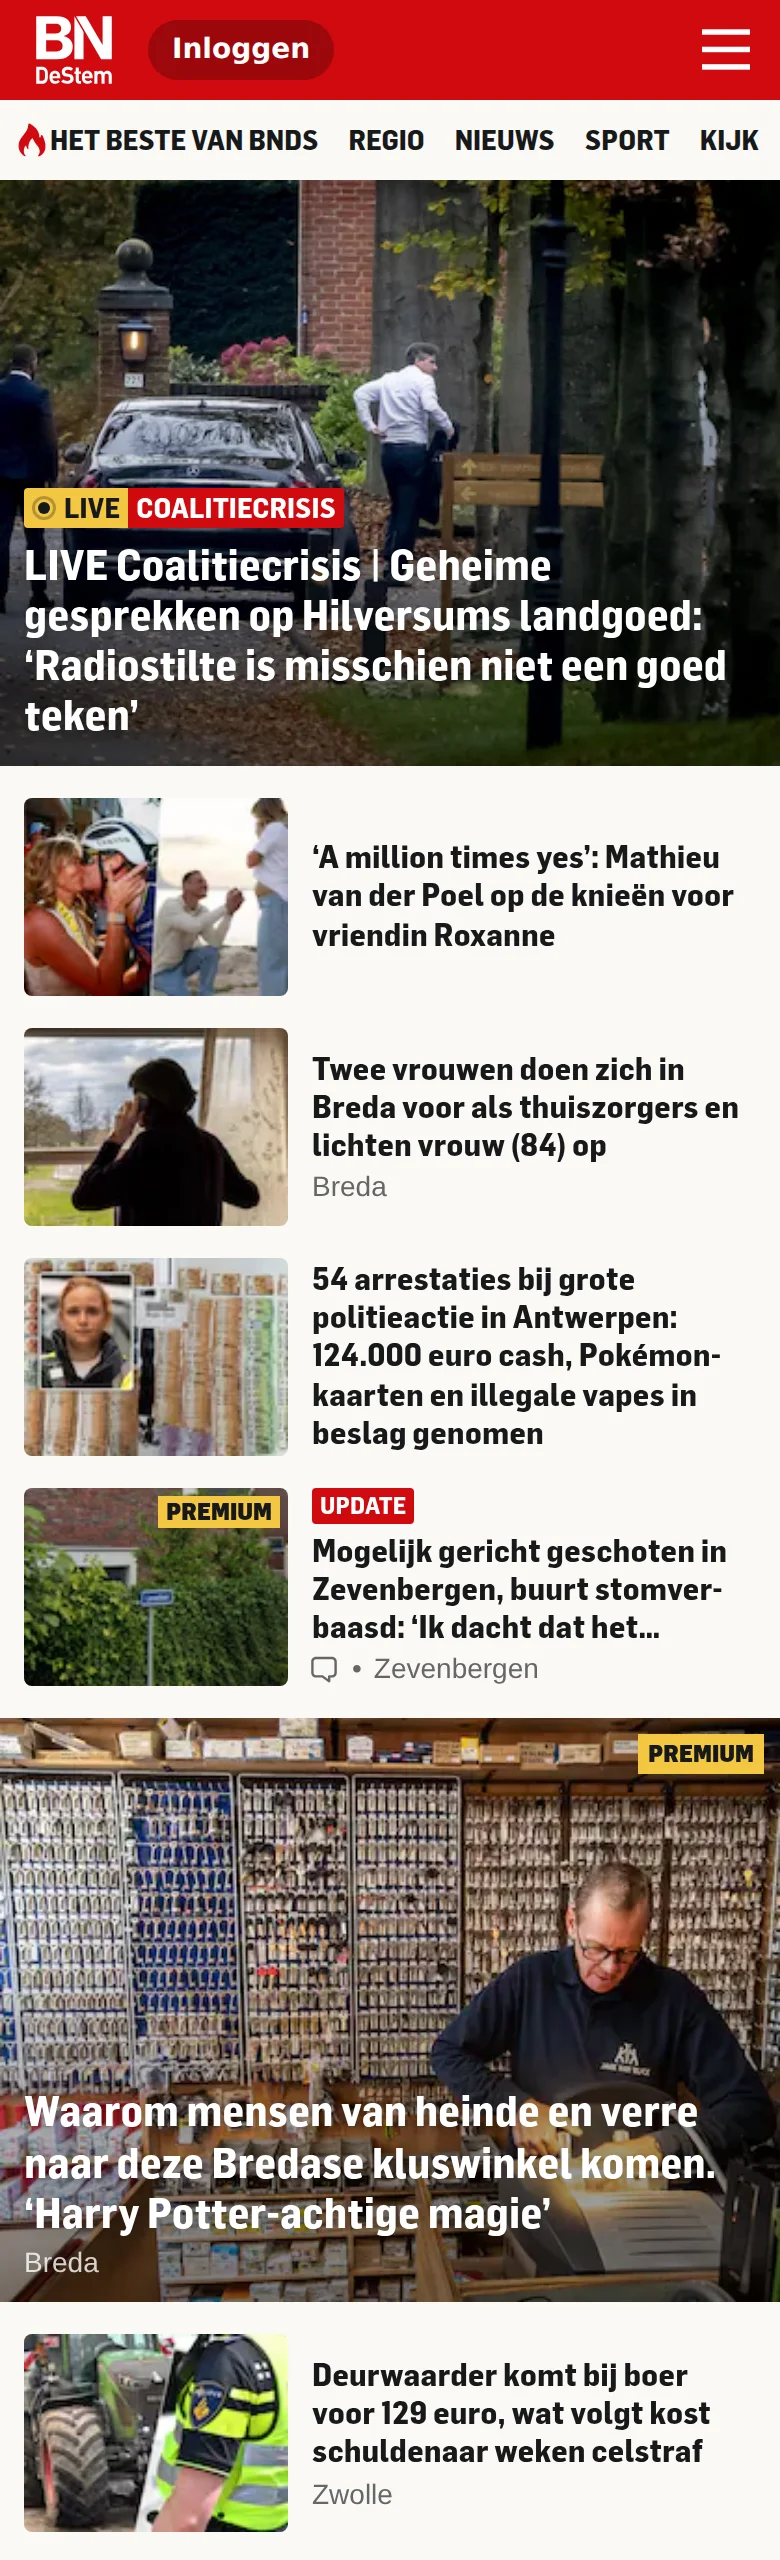 BN
DeStem
Inloggen
HET BESTE VAN BNDS REGIO NIEUWS SPORT KIJK
LIVE COALITIECRISIS
LIVE Coalitiecrisis | Geheime
gesprekken op Hilversums landgoed:
‘Radiostilte is misschien niet een goed
teken’
‘A million times yes’: Mathieu
van der Poel op de knieën voor
vriendin Roxanne
Twee vrouwen doen zich in
Breda voor als thuiszorgers en
lichten vrouw (84) op
Breda
54 arrestaties bij grote
politieactie in Antwerpen:
124.000 euro cash, Pokémon-
kaarten en illegale vapes in
beslag genomen
PREMIUM
UPDATE
Mogelijk gericht geschoten in
Zevenbergen, buurt stomver-
baasd: ‘Ik dacht dat het...
• Zevenbergen
PREMIUM
Waarom mensen van heinde en verre
naar deze Bredase kluswinkel komen.
‘Harry Potter-achtige magie’
Breda
Deurwaarder komt bij boer
voor 129 euro, wat volgt kost
schuldenaar weken celstraf
Zwolle